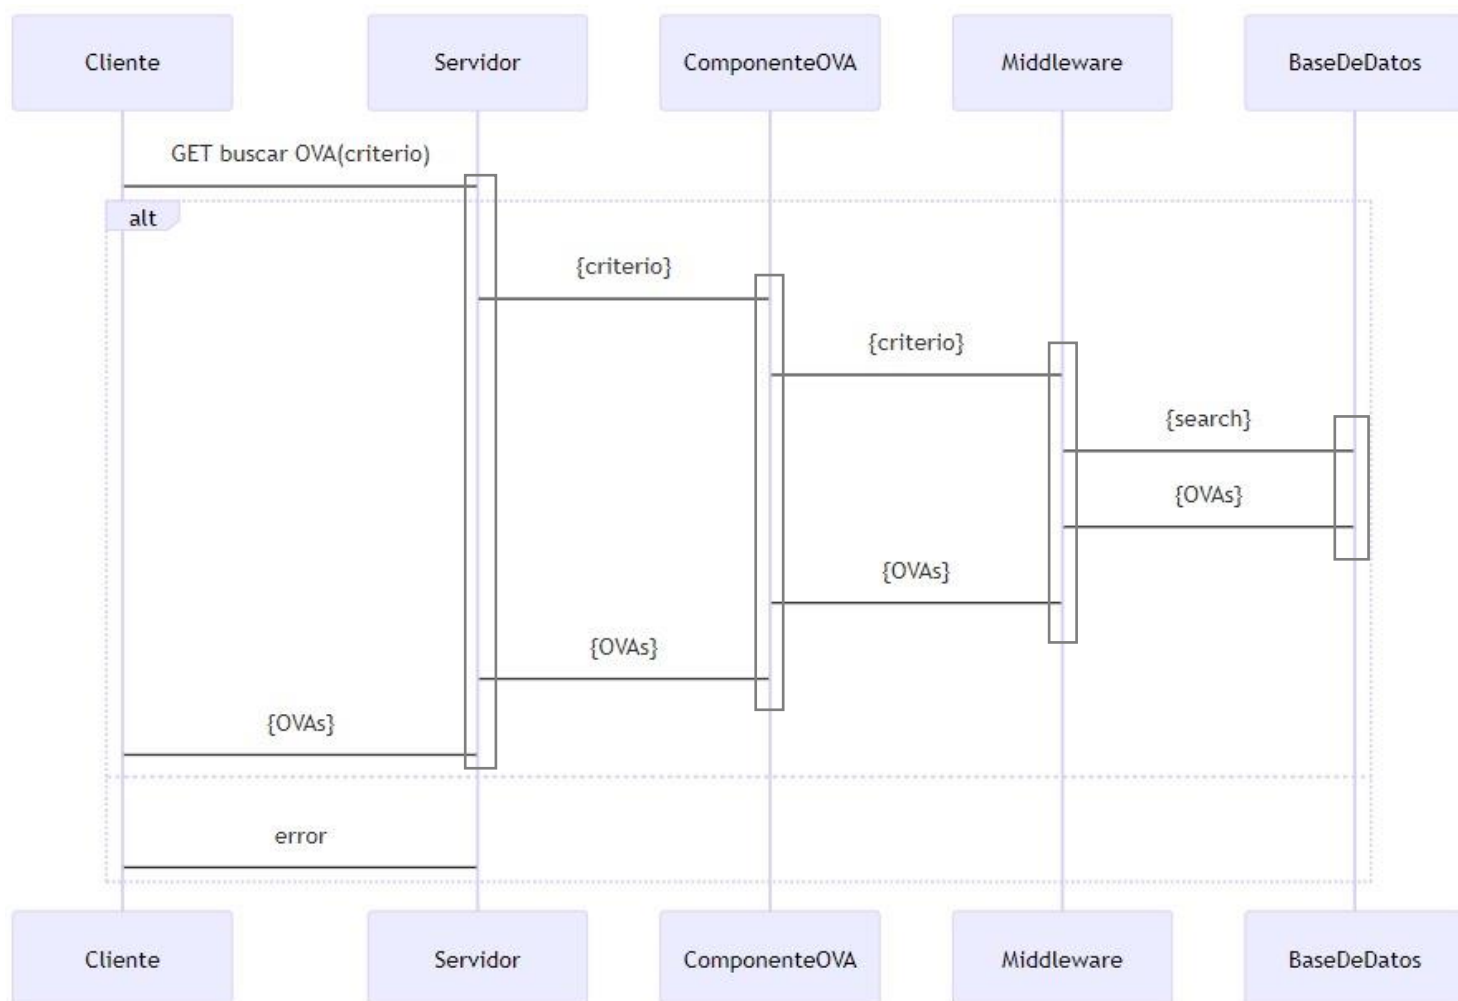 Cliente
Servidor
ComponenteOVA
Middleware
BaseDeDatos
GET buscar OVA(criterio)
alt
{criterio}
{criterio}
{search}
{OVAs}
{OVAs}
{OVAs}
{OVAs}
error
Cliente
Servidor
ComponenteOVA
Middleware
BaseDeDatos